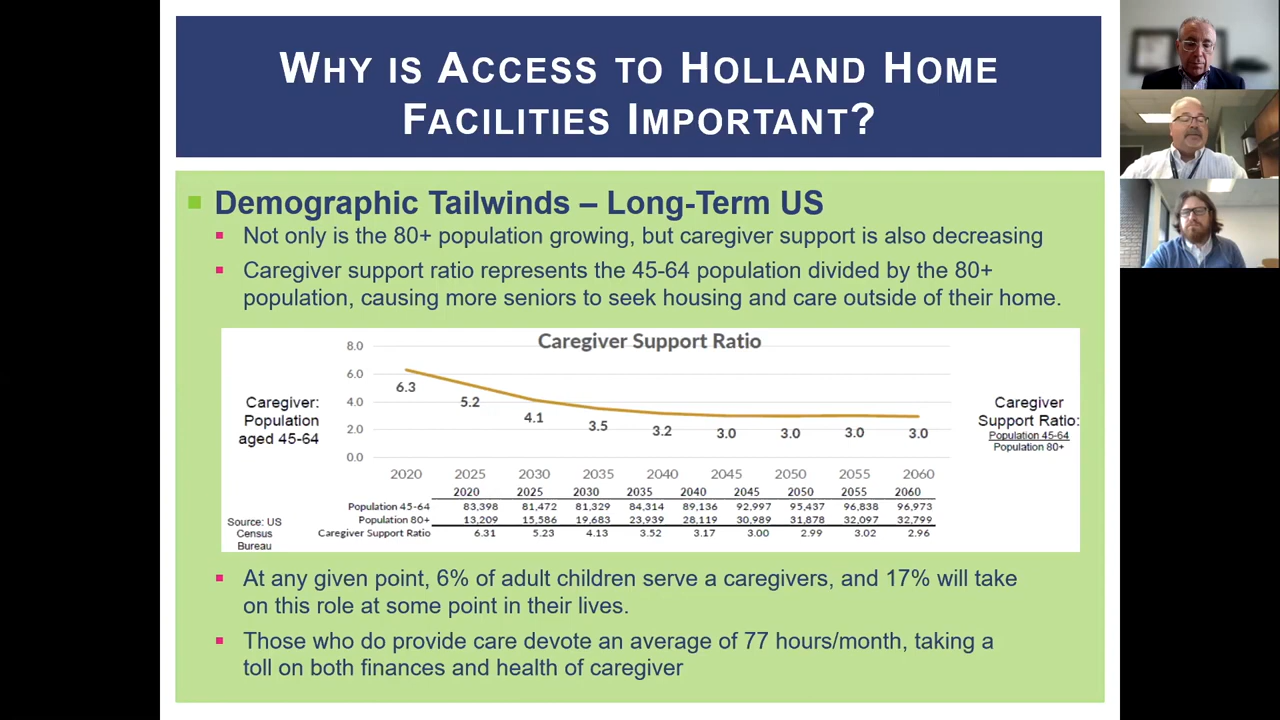 WHY IS ACCESS TO HOLLAND HOME
FACILITIES IMPORTANT?
Demographic Tailwinds – Long-Term US
Not only is the 80+ population growing, but caregiver support is also decreasing
Caregiver support ratio represents the 45-64 population divided by the 80+
population, causing more seniors to seek housing and care outside of their home.
Caregiver Support Ratio
8.0
6.0
4.0
2.0
0.0
6.3 5.2 4.1 3.5 3.2 3.0 3.0 3.0 3.0
2020 2025 2030 2035 2040 2045 2050 2055 2060
Caregiver:
Population
aged 45-64
Caregiver
Support Ratio:
Population 45-64
Population 80+
2020 2025 2030 2035 2040 2045 2050 2055 2060
Population 45-64 83,398 81,472 81,329 84,314 89,136 92,997 95,437 96,838 96,973
Population 80+ 13,209 15,586 19,683 23,939 28,119 30,989 31,878 32,097 32,799
Caregiver Support Ratio 6.31 5.23 4.13 3.52 3.17 3.00 2.99 3.02 2.96
Source: US
Census
Bureau
At any given point, 6% of adult children serve a caregivers, and 17% will take
on this role at some point in their lives.
Those who do provide care devote an average of 77 hours/month, taking a
toll on both finances and health of caregiver